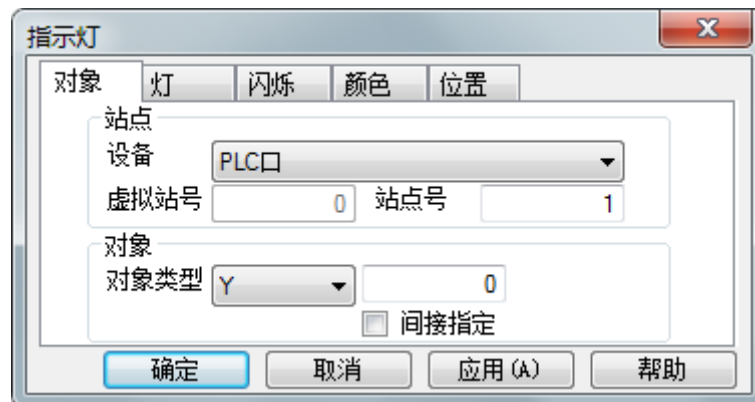 指示灯
对象 灯 闪烁 颜色 位置
站点
设备 PLC口
虚拟站号 0 站点号 1
对象
对象类型 Y 0
间接指定
确定 取消 应用(A) 帮助